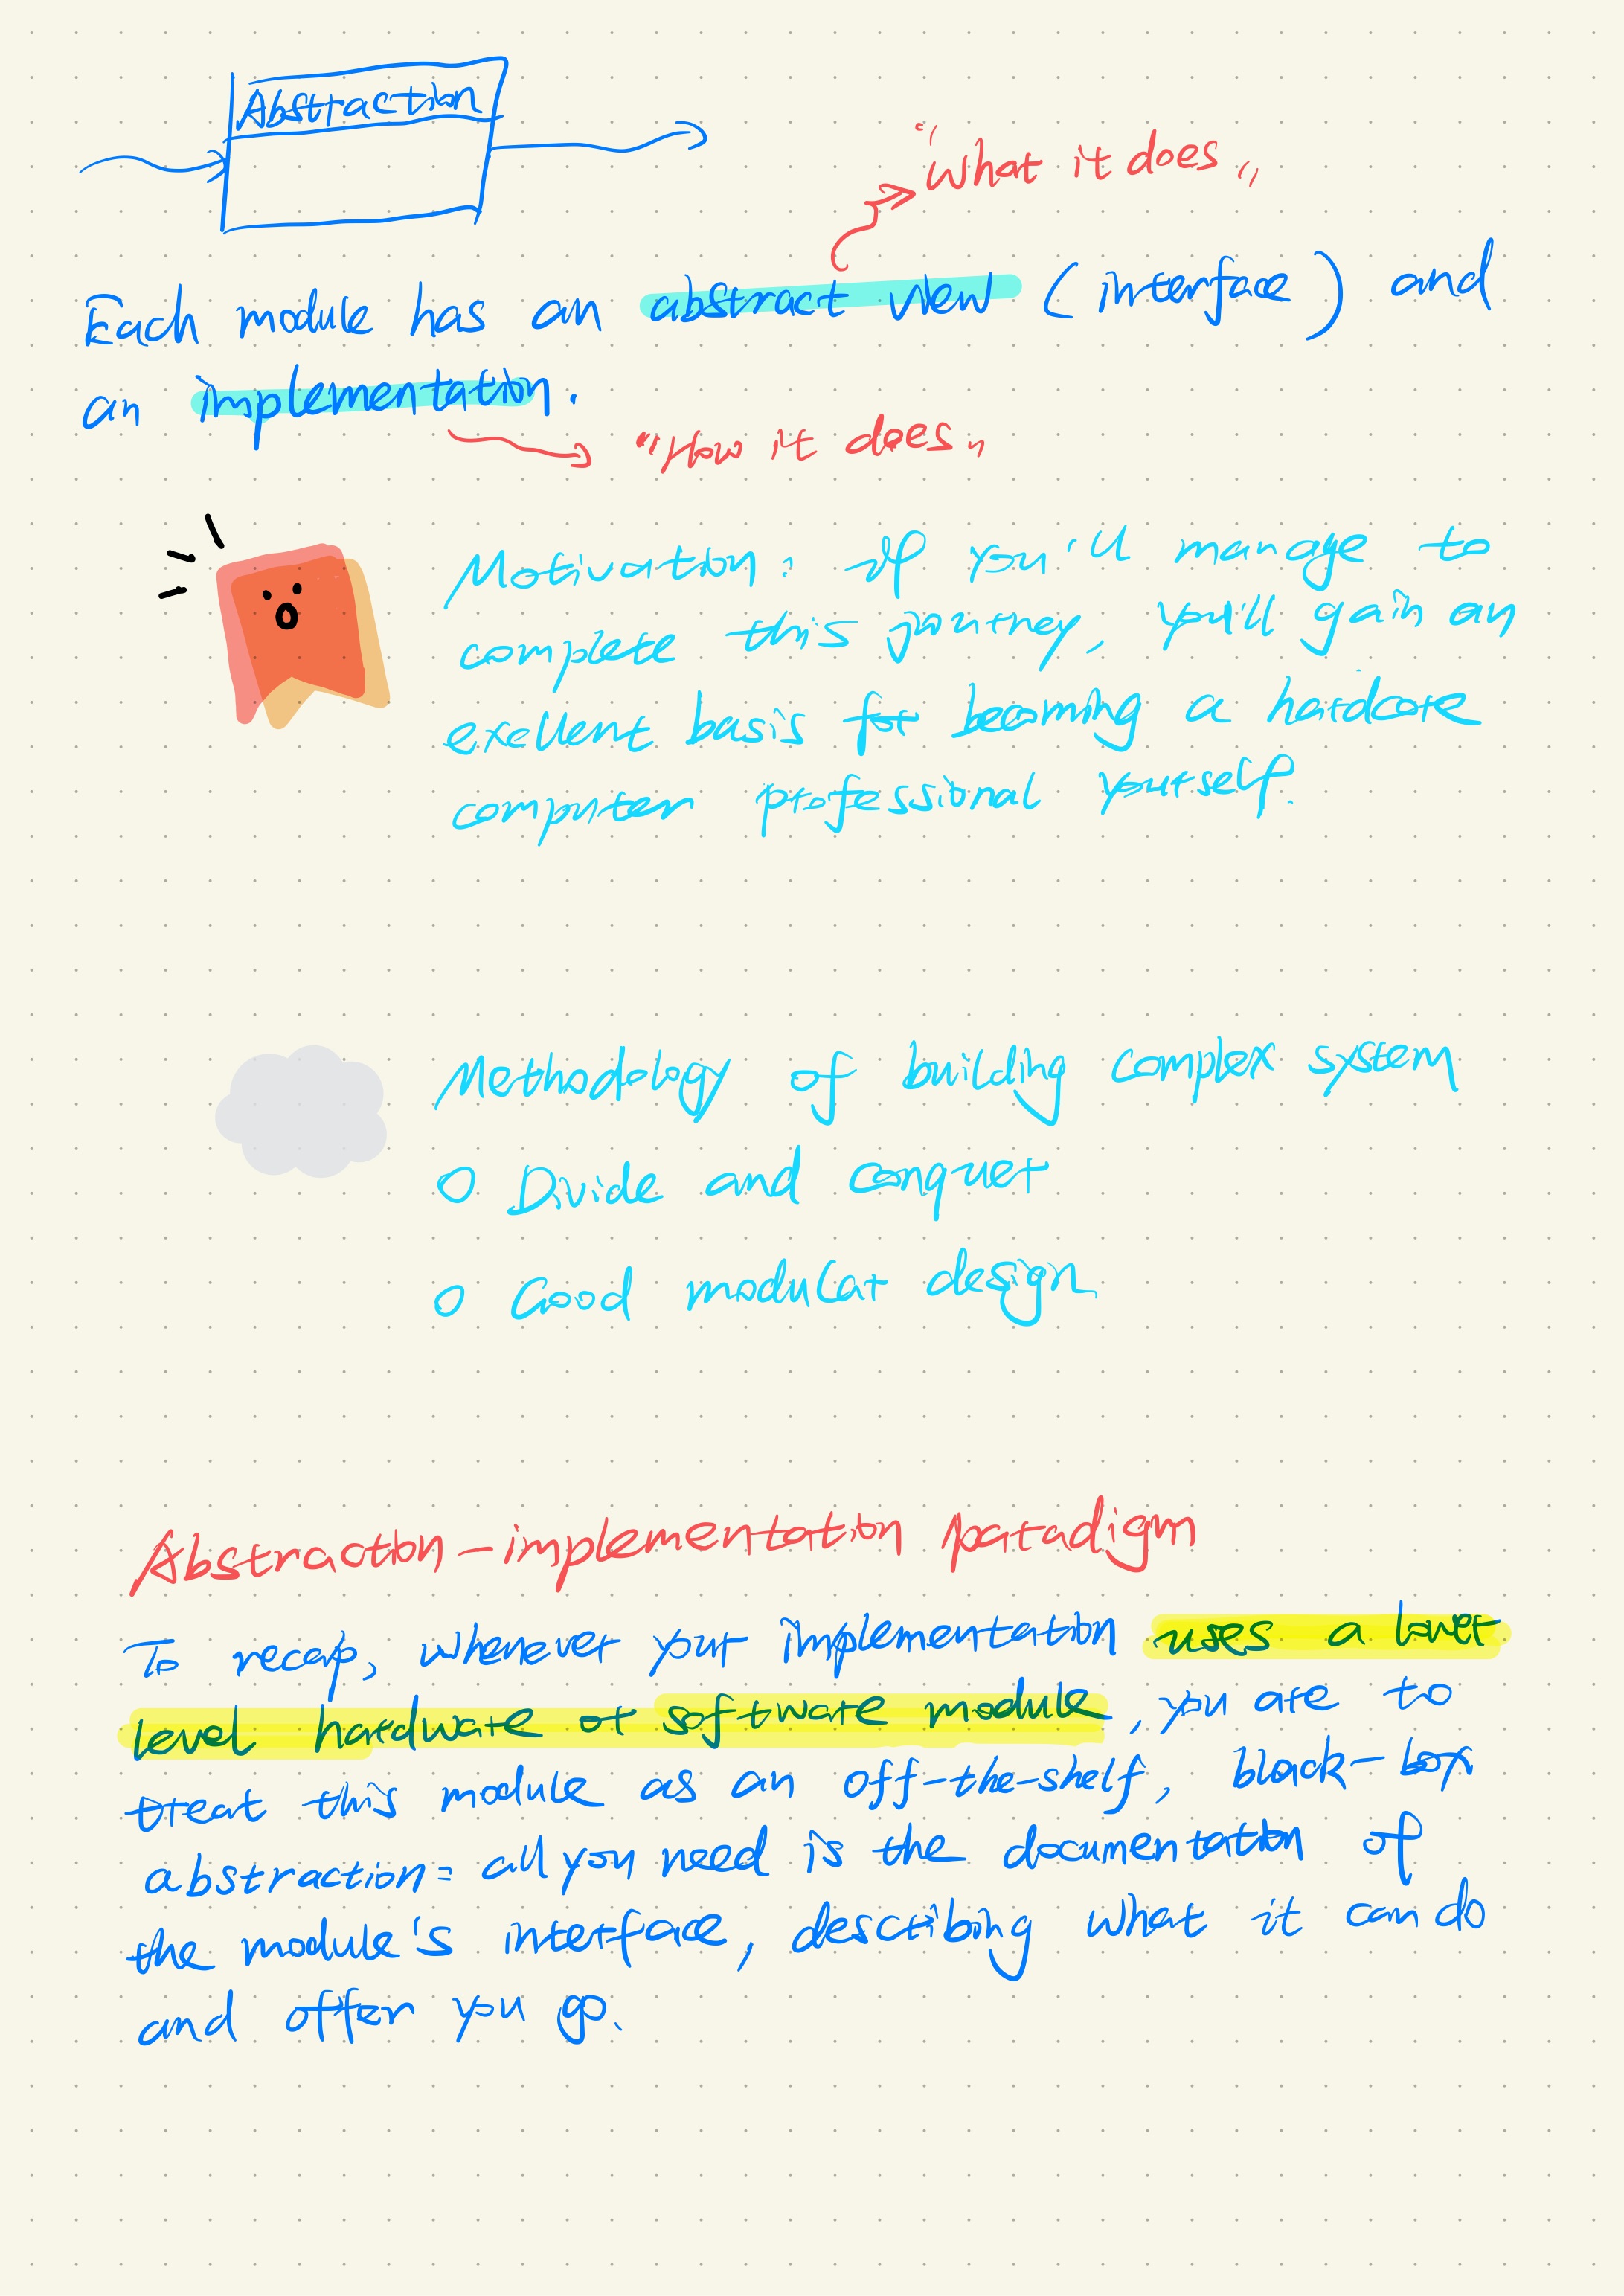 Abstraction
"What it does"
Each module has an abstract view (interface) and
an implementation.
"How it does"
Motivation: If you'll manage to
complete this journey, you'll gain an
exellent basis for becoming a hardcore
computer professional yourself.
Methodology of building complex system
O Divide and conquer
O Good modular design
Abstraction-implementation paradigm
To recap, whenever your implementation uses a lower
level hardware or software module, you are to
treat this module as an off-the-shelf, black-box
abstraction: all you need is the documentation of
the module's interface, describing what it can do
and offer you go.